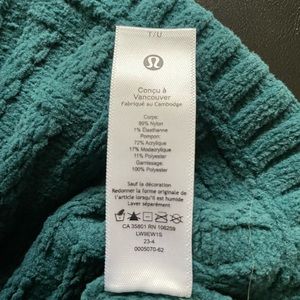 T/U
Conçu à
Vancouver
Fabriqué au Cambodge
Corps:
99% Nylon
1% Élasthanne
Pompon:
72% Acrylique
17% Modacrylique
11% Polyester
Garnissage:
100% Polyester
Sauf la décoration
Redonner la forme originale de
l'article lorsqu'il est humide
Laver séparément
CA 35801 RN 106259
LW9EW1S
23-4
0005070-62